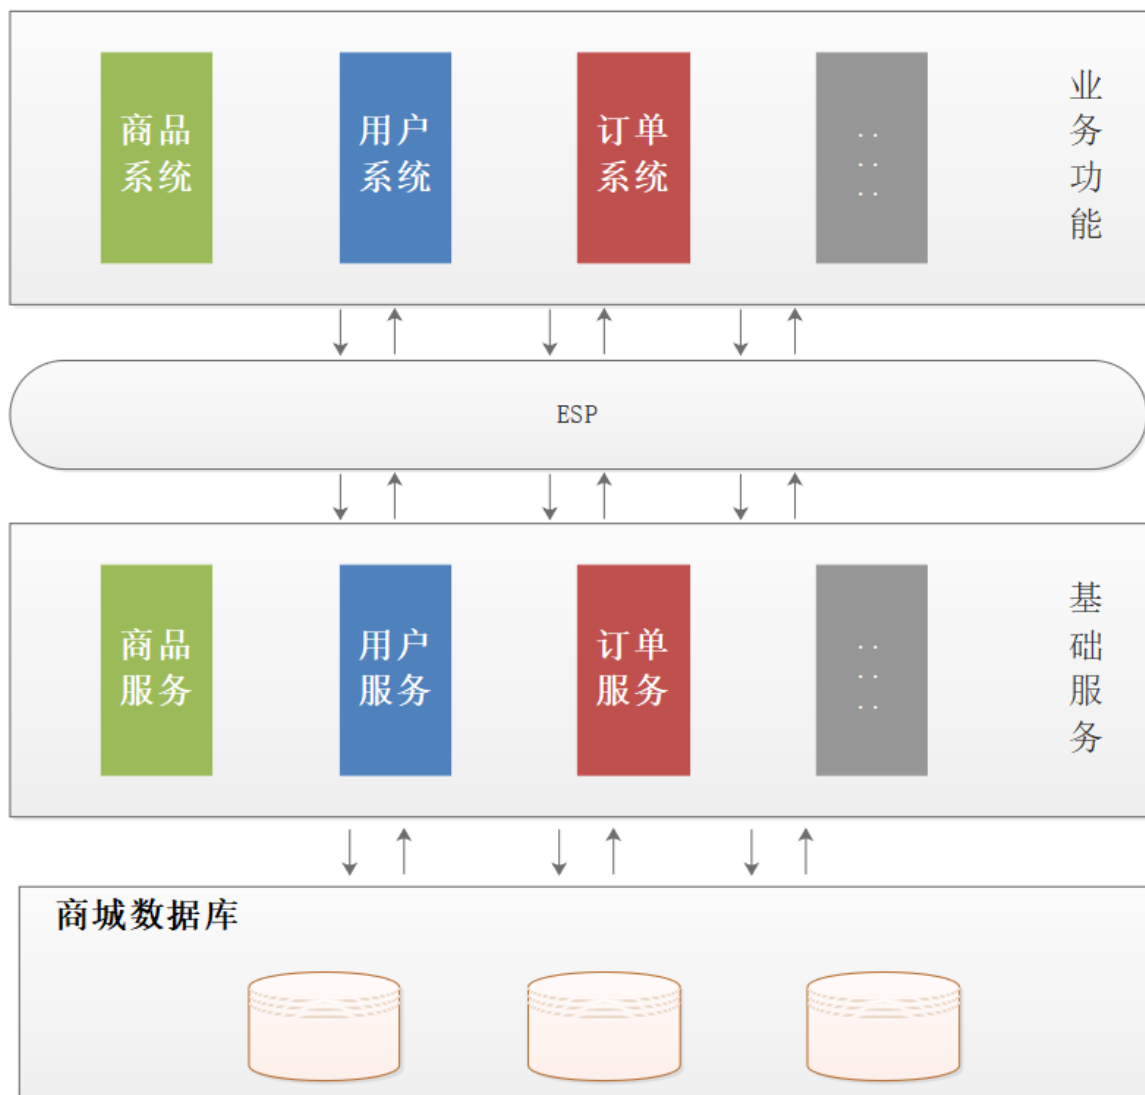 商品
系统
用户
系统
订单
系统
..
..
..
业
务
功
能
ESP
商品
服务
用户
服务
订单
服务
..
..
..
基
础
服
务
商城数据库